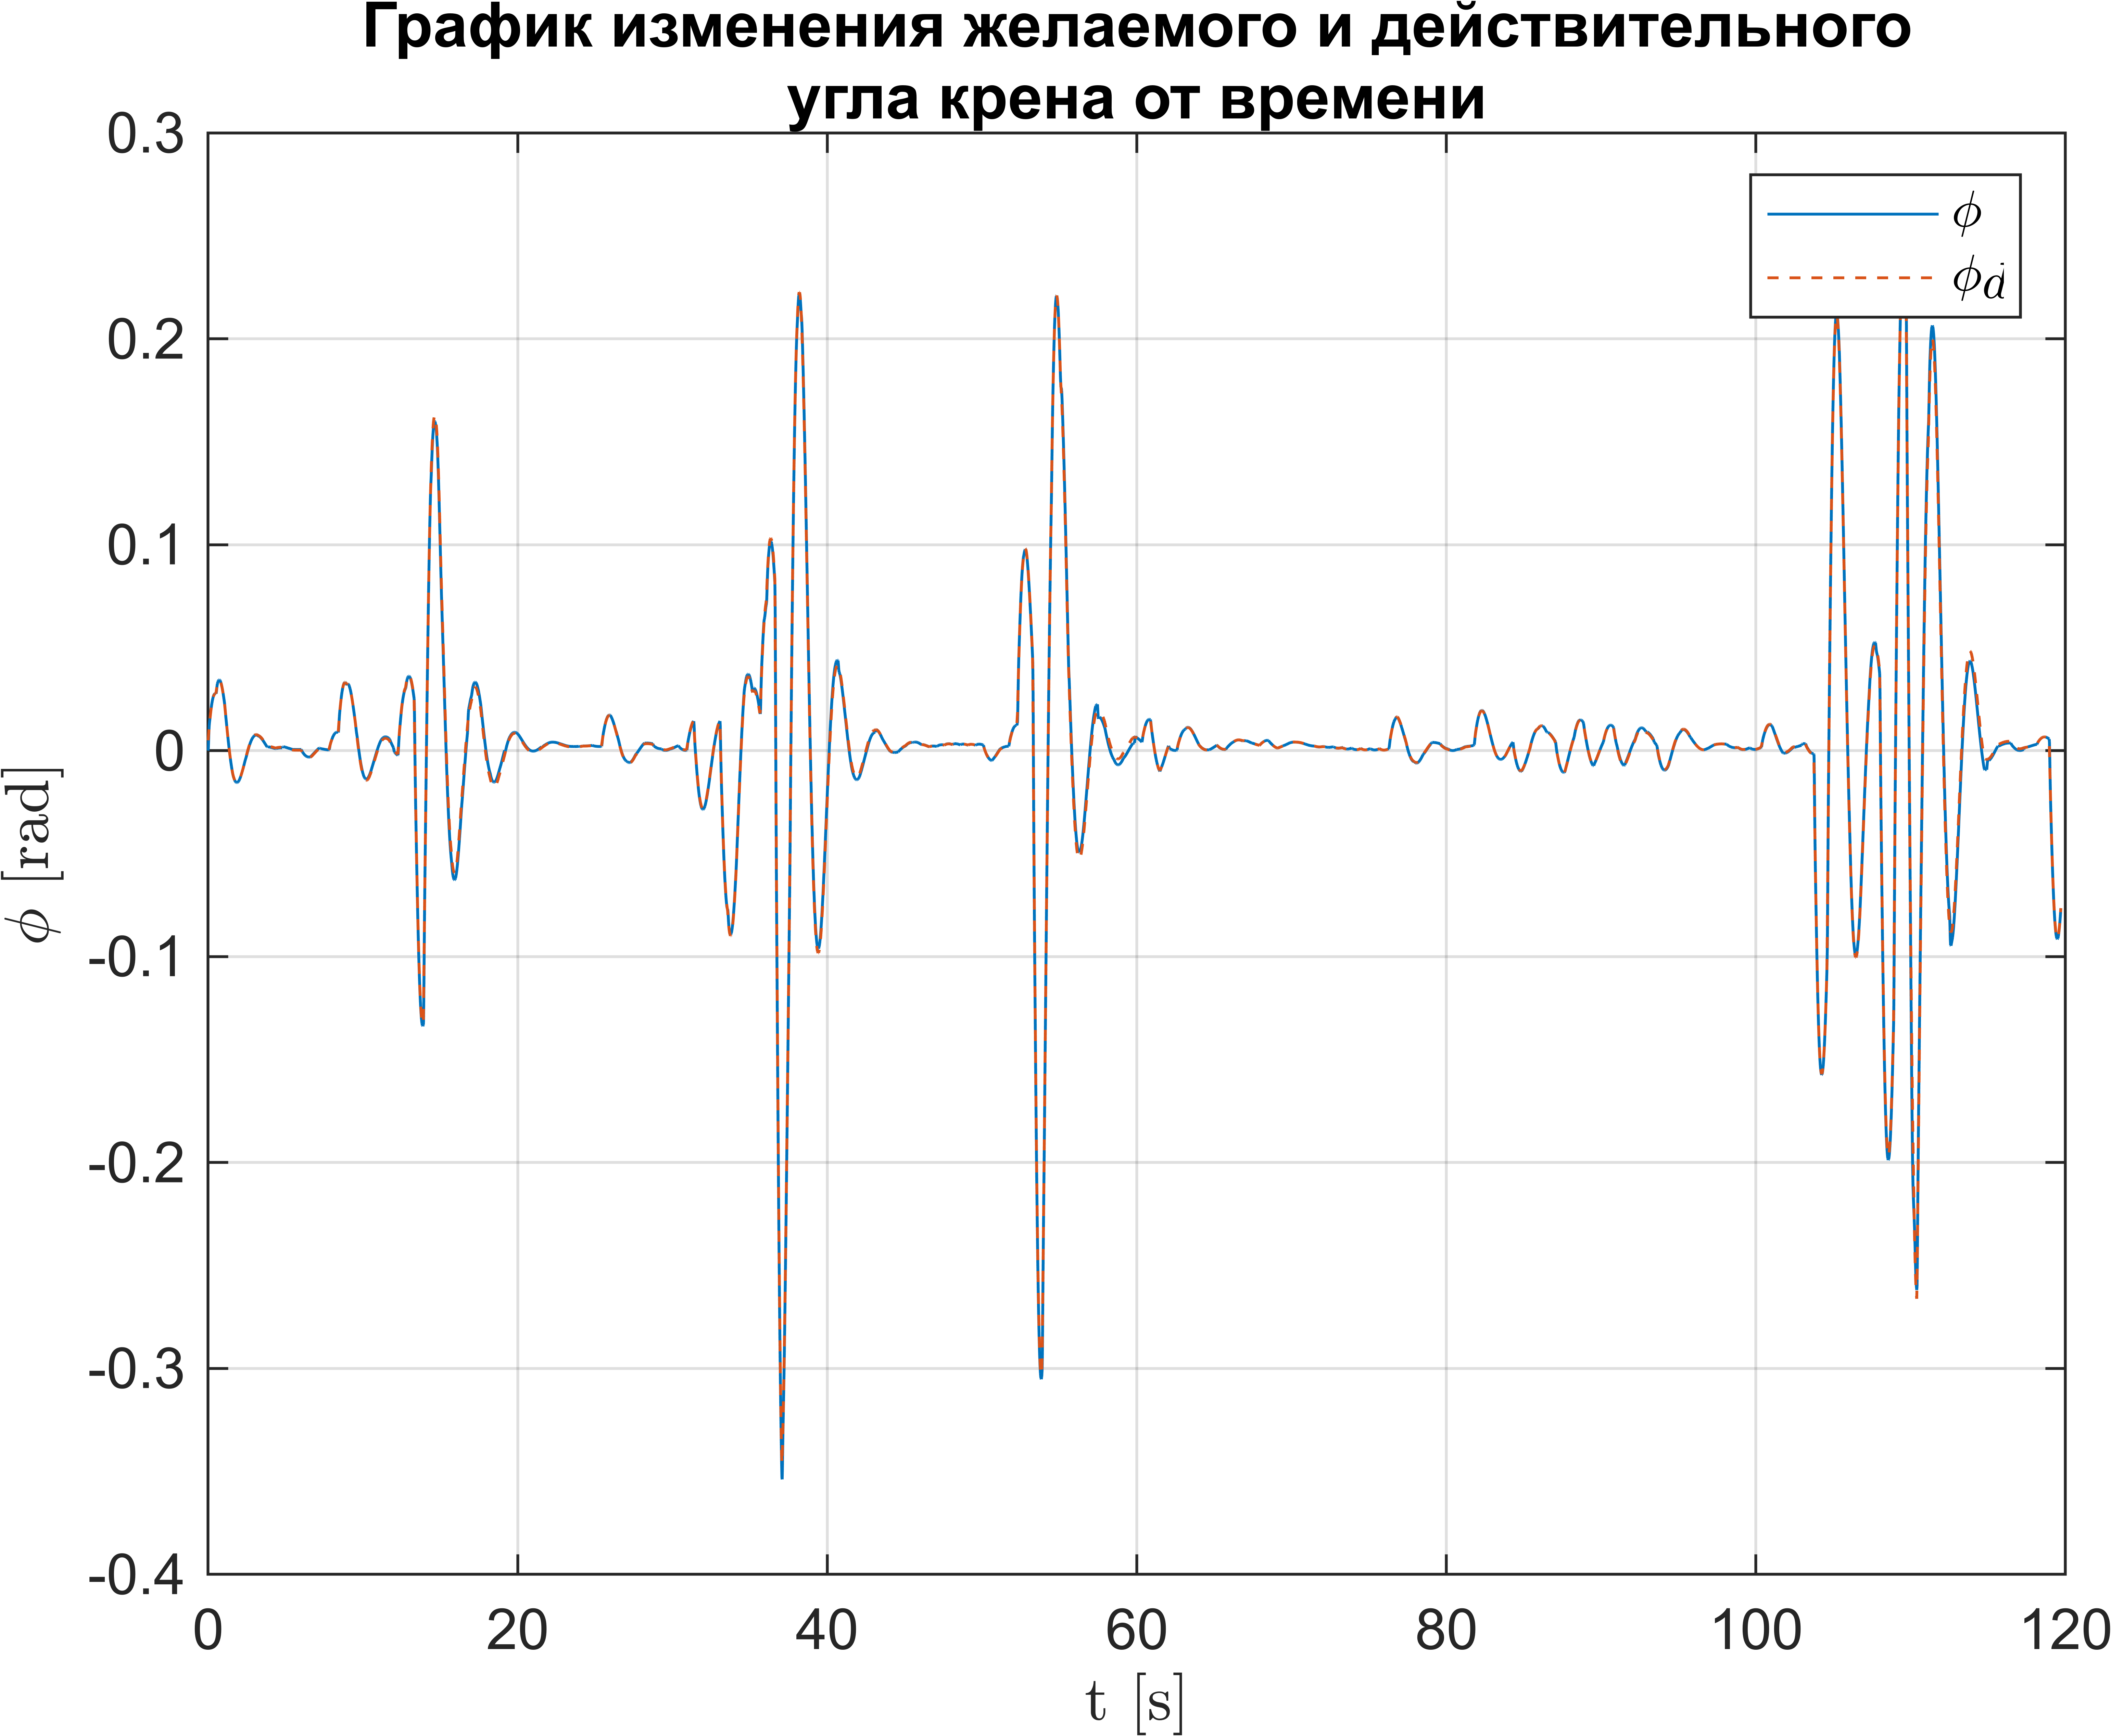 График изменения желаемого и действительного
угла крена от времени
0.3
0.2
0.1
0
-0.1
-0.2
-0.3
-0.4
ϕ [rad]
ϕ
ϕd
0 20 40 60 80 100 120
t [s]